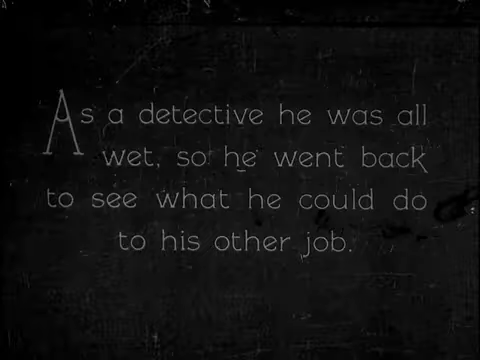 As a detective he was all
wet, so he went back
to see what he could do
to his other job.